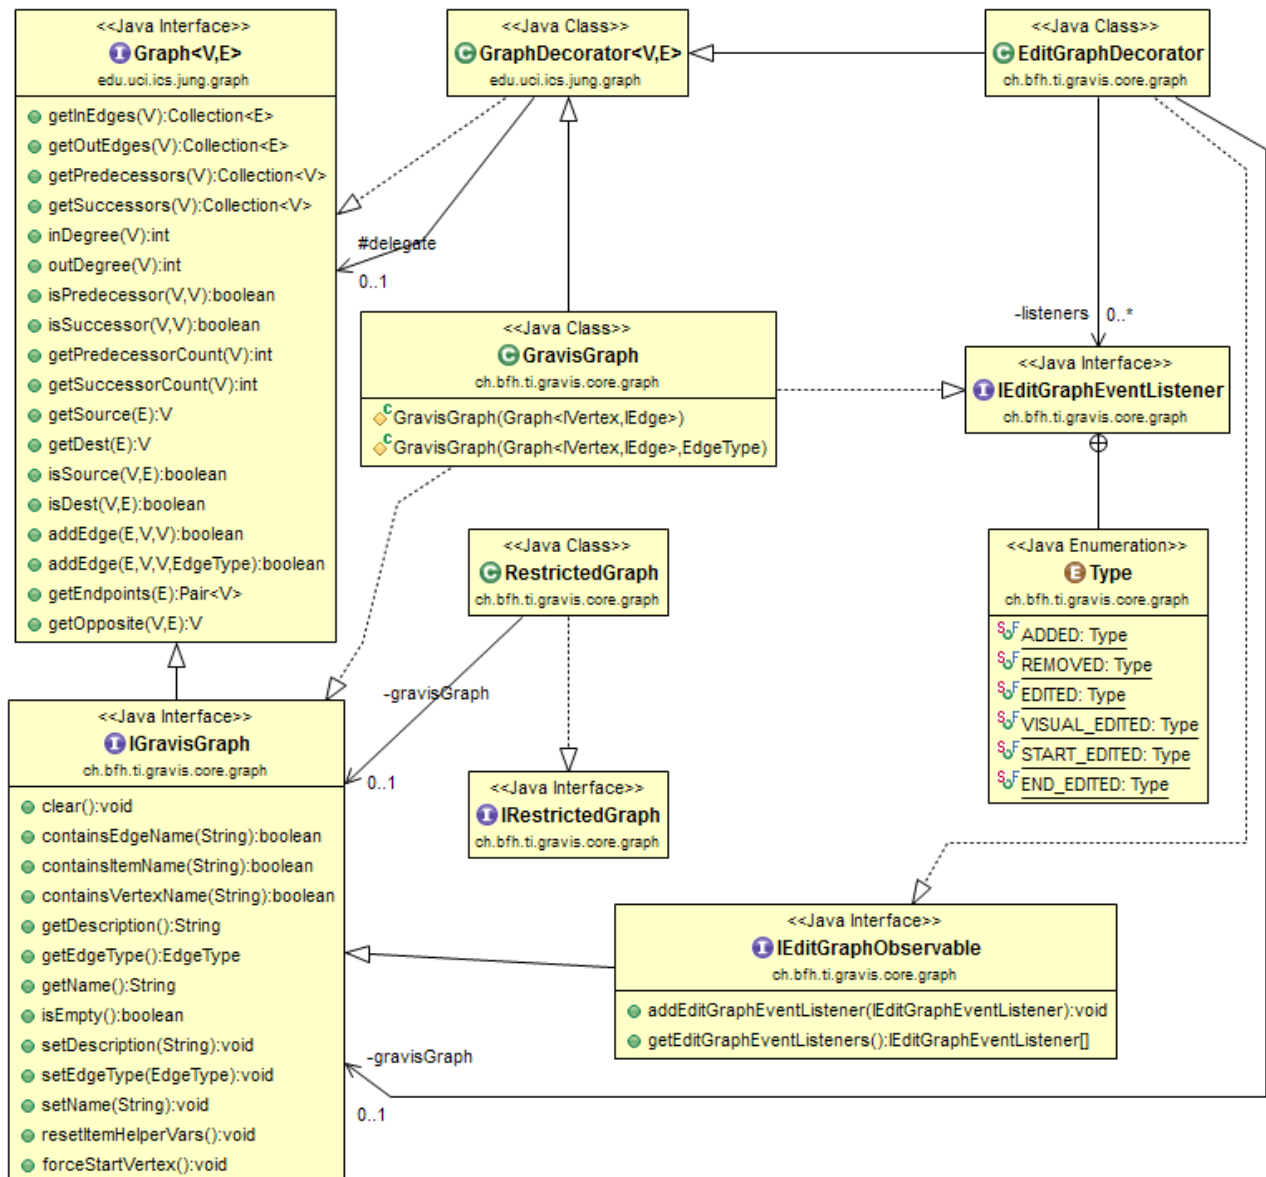 <<Java Interface>>
Graph<V,E>
edu.uci.ics.jung.graph
getInEdges(V):Collection<E>
getOutEdges(V):Collection<E>
getPredecessors(V):Collection<V>
getSuccessors(V):Collection<V>
inDegree(V):int
outDegree(V):int
isPredecessor(V,V):boolean
isSuccessor(V,V):boolean
getPredecessorCount(V):int
getSuccessorCount(V):int
getSource(E):V
getDest(E):V
isSource(V,E):boolean
isDest(V,E):boolean
addEdge(E,V,V):boolean
addEdge(E,V,V,EdgeType):boolean
getEndpoints(E):Pair<V>
getOpposite(V,E):V
<<Java Class>>
GraphDecorator<V,E>
edu.uci.ics.jung.graph
<<Java Class>>
EditGraphDecorator
ch.bfh.ti.gravis.core.graph
#delegate
0..1
-listeners
0..*
<<Java Class>>
GravisGraph
ch.bfh.ti.gravis.core.graph
GravisGraph(Graph<IVertex,IEdge>)
GravisGraph(Graph<IVertex,IEdge>,EdgeType)
<<Java Interface>>
IEditGraphEventListener
ch.bfh.ti.gravis.core.graph
<<Java Class>>
RestrictedGraph
ch.bfh.ti.gravis.core.graph
<<Java Enumeration>>
Type
ch.bfh.ti.gravis.core.graph
ADDED: Type
REMOVED: Type
EDITED: Type
VISUAL_EDITED: Type
START_EDITED: Type
END_EDITED: Type
-gravisGraph
0..1
<<Java Interface>>
IRestrictedGraph
ch.bfh.ti.gravis.core.graph
<<Java Interface>>
IGravisGraph
ch.bfh.ti.gravis.core.graph
clear():void
containsEdgeName(String):boolean
containsItemName(String):boolean
containsVertexName(String):boolean
getDescription():String
getEdgeType():EdgeType
getName():String
isEmpty():boolean
setDescription(String):void
setEdgeType(EdgeType):void
setName(String):void
resetItemHelperVars():void
forceStartVertex():void
<<Java Interface>>
IEditGraphObservable
ch.bfh.ti.gravis.core.graph
addEditGraphEventListener(IEditGraphEventListener):void
getEditGraphEventListeners():IEditGraphEventListener[]
-gravisGraph
0..1